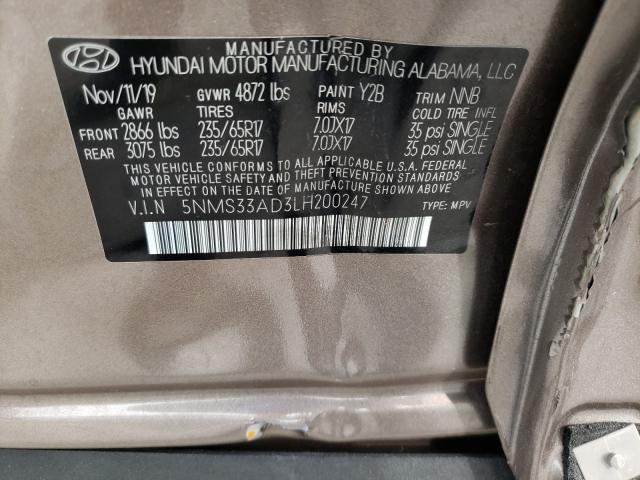 MANUFACTURED BY
HYUNDAI MOTOR MANUFACTURING ALABAMA, LLC
Nov/11/19 GVWR 4872 lbs PAINT Y2B TRIM NNB
GAWR TIRES RIMS COLD TIRE INFL
FRONT 2866 lbs 235/65R17 7.0JX17 35 psi SINGLE
REAR 3075 lbs 235/65R17 7.0JX17 35 psi SINGLE
THIS VEHICLE CONFORMS TO ALL APPLICABLE U.S.A. FEDERAL
MOTOR VEHICLE SAFETY AND THEFT PREVENTION STANDARDS
IN EFFECT ON THE DATE OF MANUFACTURE SHOWN ABOVE.
V.I.N 5NMS33AD3LH200247 TYPE: MPV